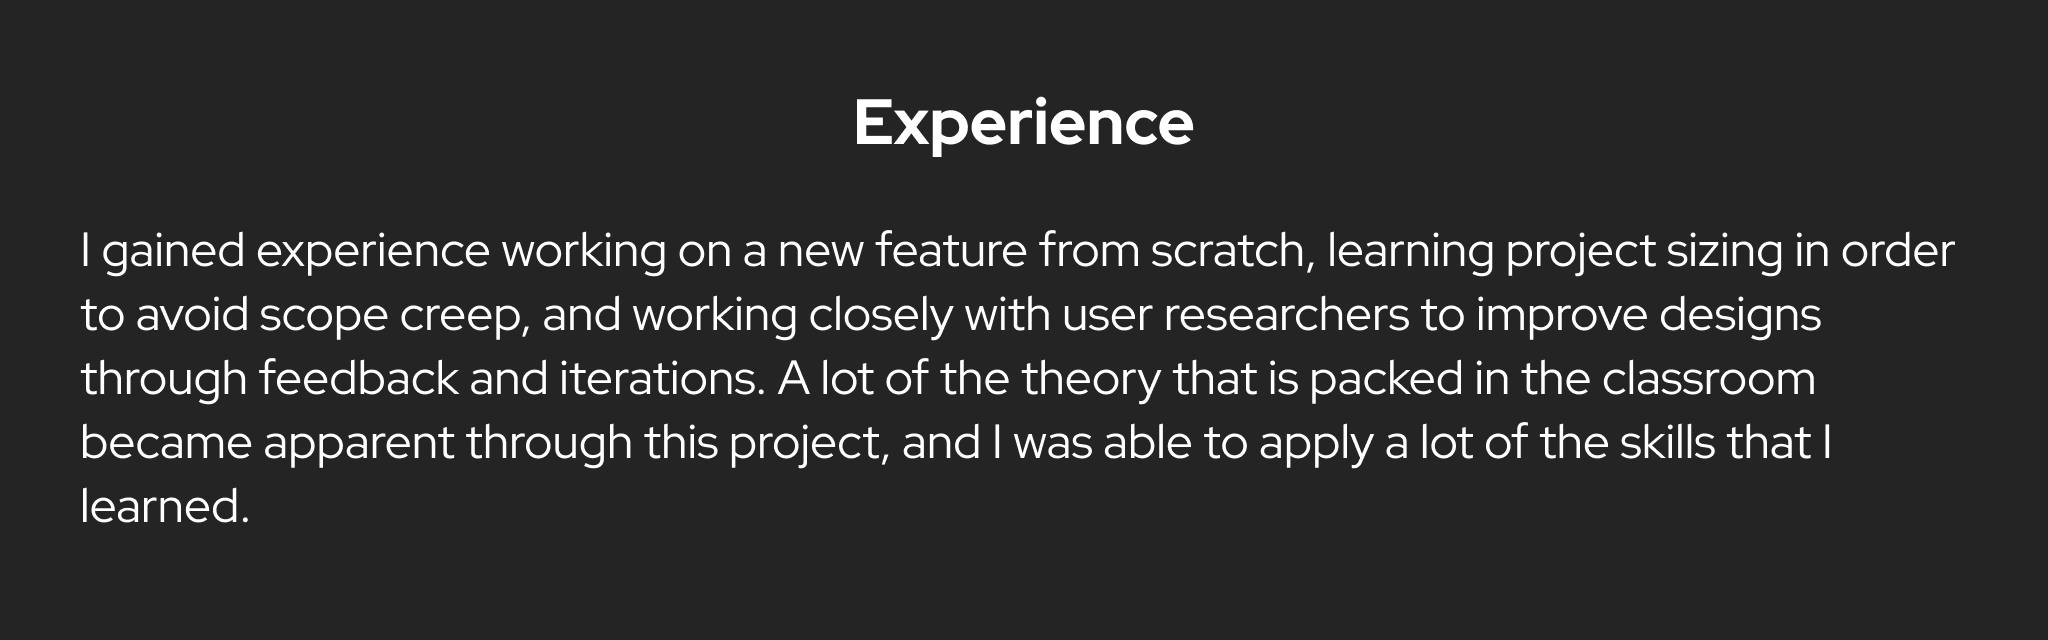 Experience
I gained experience working on a new feature from scratch, learning project sizing in order
to avoid scope creep, and working closely with user researchers to improve designs
through feedback and iterations. A lot of the theory that is packed in the classroom
became apparent through this project, and I was able to apply a lot of the skills that I
learned.